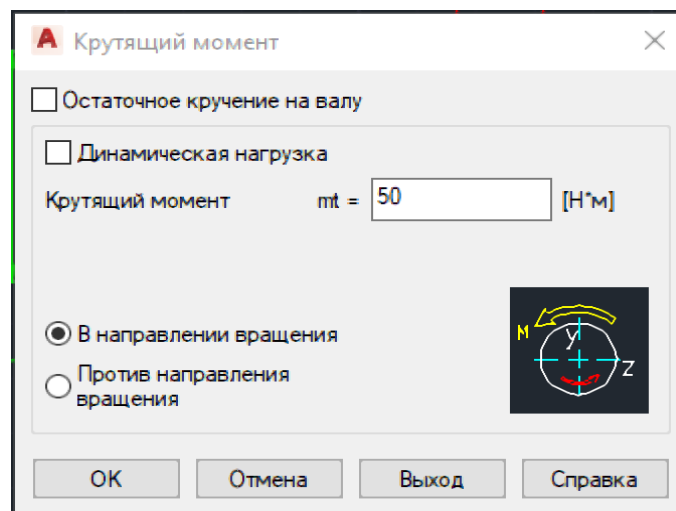 Крутящий момент
Остаточное кручение на валу
Динамическая нагрузка
Крутящий момент mt = 50 [Н*м]
M y z
В направлении вращения
Против направления
вращения
OK Отмена Выход Справка